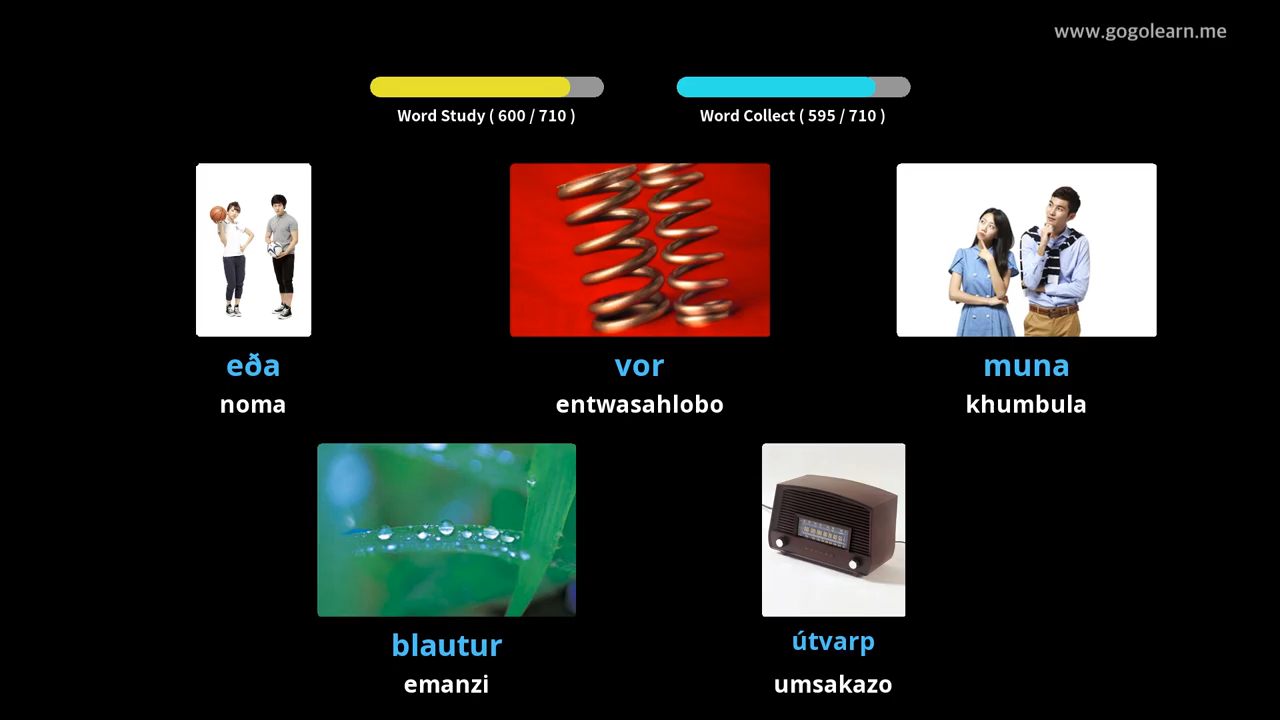 www.gogolearn.me
Word Study ( 600 / 710 )
Word Collect ( 595 / 710 )
eða
noma
vor
entwasahlobo
muna
khumbula
blautur
emanzi
útvarp
umsakazo